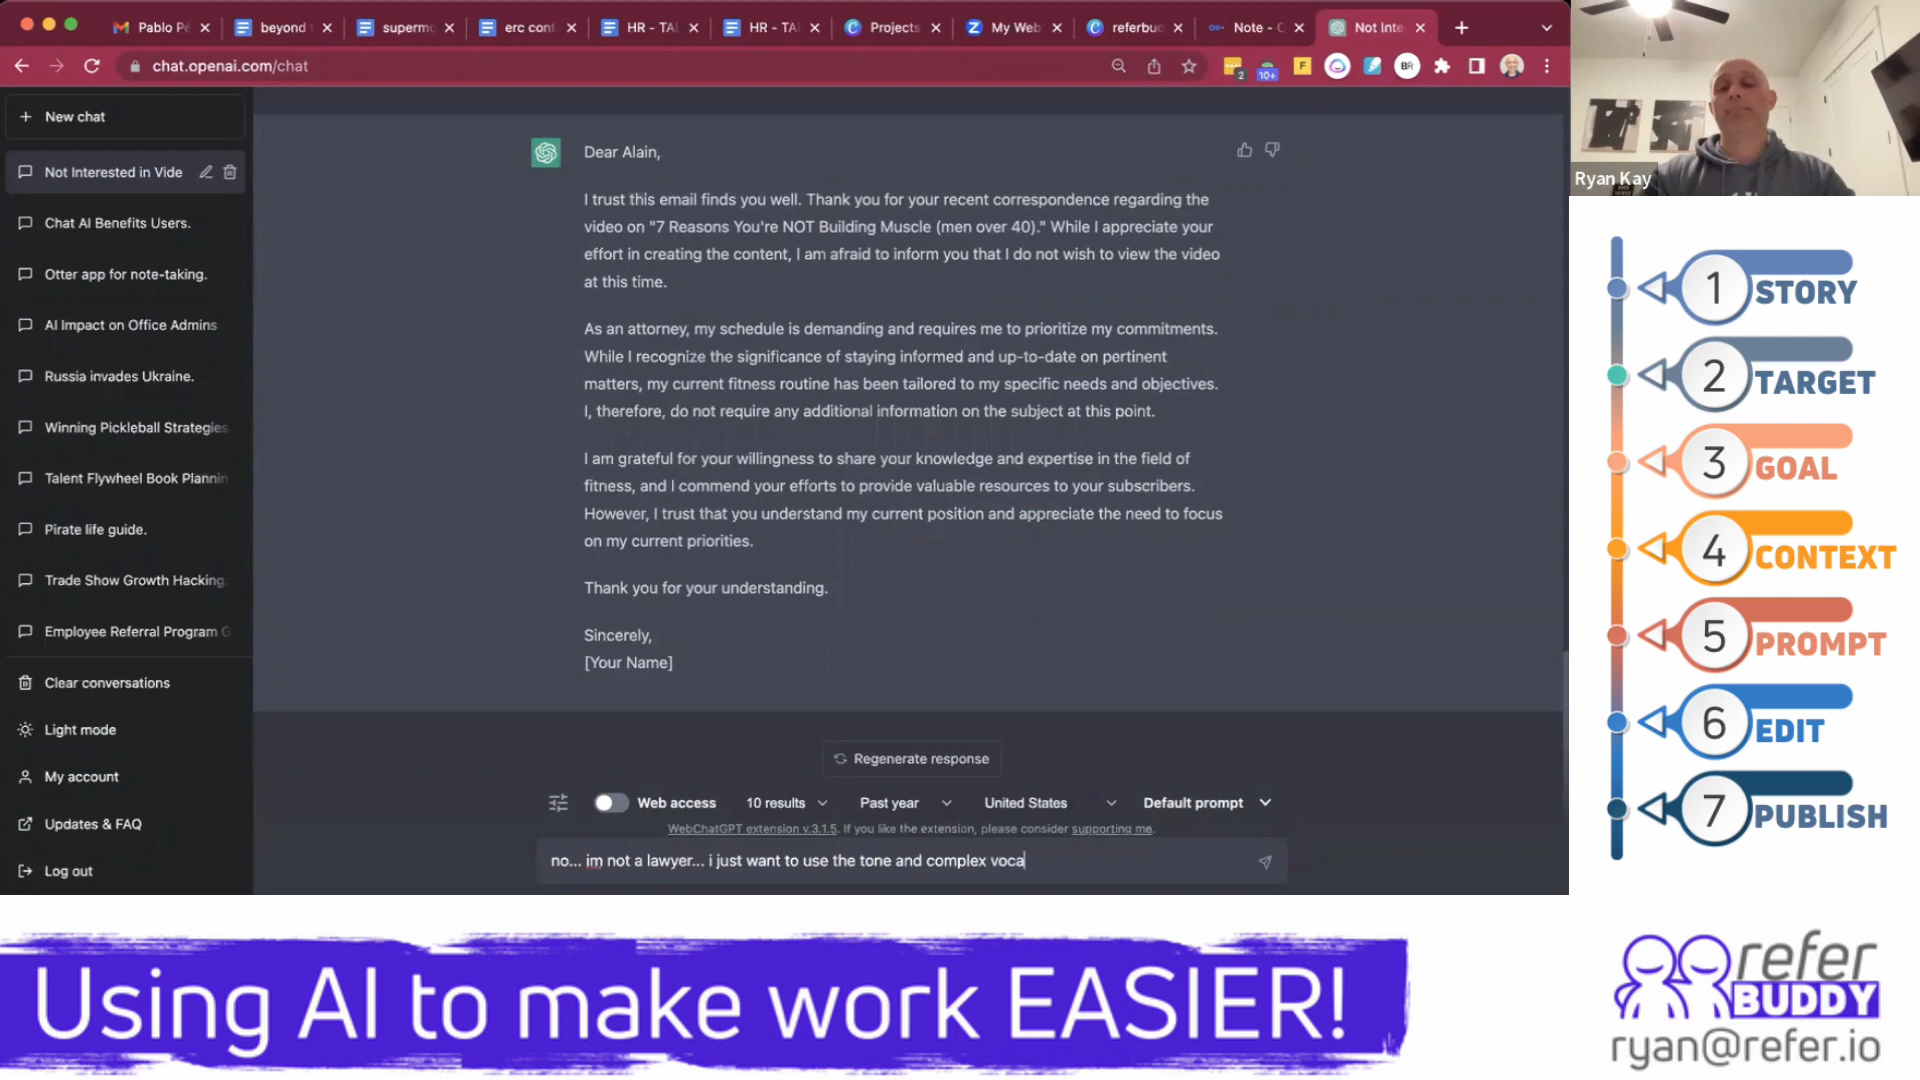 Pablo Pé
beyond
supermo
erc cont
HR - TAL
HR - TAI
Projects
My Web
referbud
Note - O
Not Inte
chat.openai.com/chat
2
10+
F
BR
New chat
Not Interested in Vide
Chat AI Benefits Users.
Otter app for note-taking.
AI Impact on Office Admins
Russia invades Ukraine.
Winning Pickleball Strategies
Talent Flywheel Book Plannin
Pirate life guide.
Trade Show Growth Hacking.
Employee Referral Program G
Clear conversations
Light mode
My account
Updates & FAQ
Log out
Dear Alain,
I trust this email finds you well. Thank you for your recent correspondence regarding the
video on "7 Reasons You're NOT Building Muscle (men over 40)." While I appreciate your
effort in creating the content, I am afraid to inform you that I do not wish to view the video
at this time.
As an attorney, my schedule is demanding and requires me to prioritize my commitments.
While I recognize the significance of staying informed and up-to-date on pertinent
matters, my current fitness routine has been tailored to my specific needs and objectives.
I, therefore, do not require any additional information on the subject at this point.
I am grateful for your willingness to share your knowledge and expertise in the field of
fitness, and I commend your efforts to provide valuable resources to your subscribers.
However, I trust that you understand my current position and appreciate the need to focus
on my current priorities.
Thank you for your understanding.
Sincerely,
[Your Name]
Regenerate response
Web access 10 results Past year United States Default prompt
WebChatGPT extension v.3.1.5. If you like the extension, please consider supporting me.
no... im not a lawyer... i just want to use the tone and complex voca
Ryan Kay
1 STORY
2 TARGET
3 GOAL
4 CONTEXT
5 PROMPT
6 EDIT
7 PUBLISH
Using AI to make work EASIER!
refer
BUDDY
ryan@refer.io